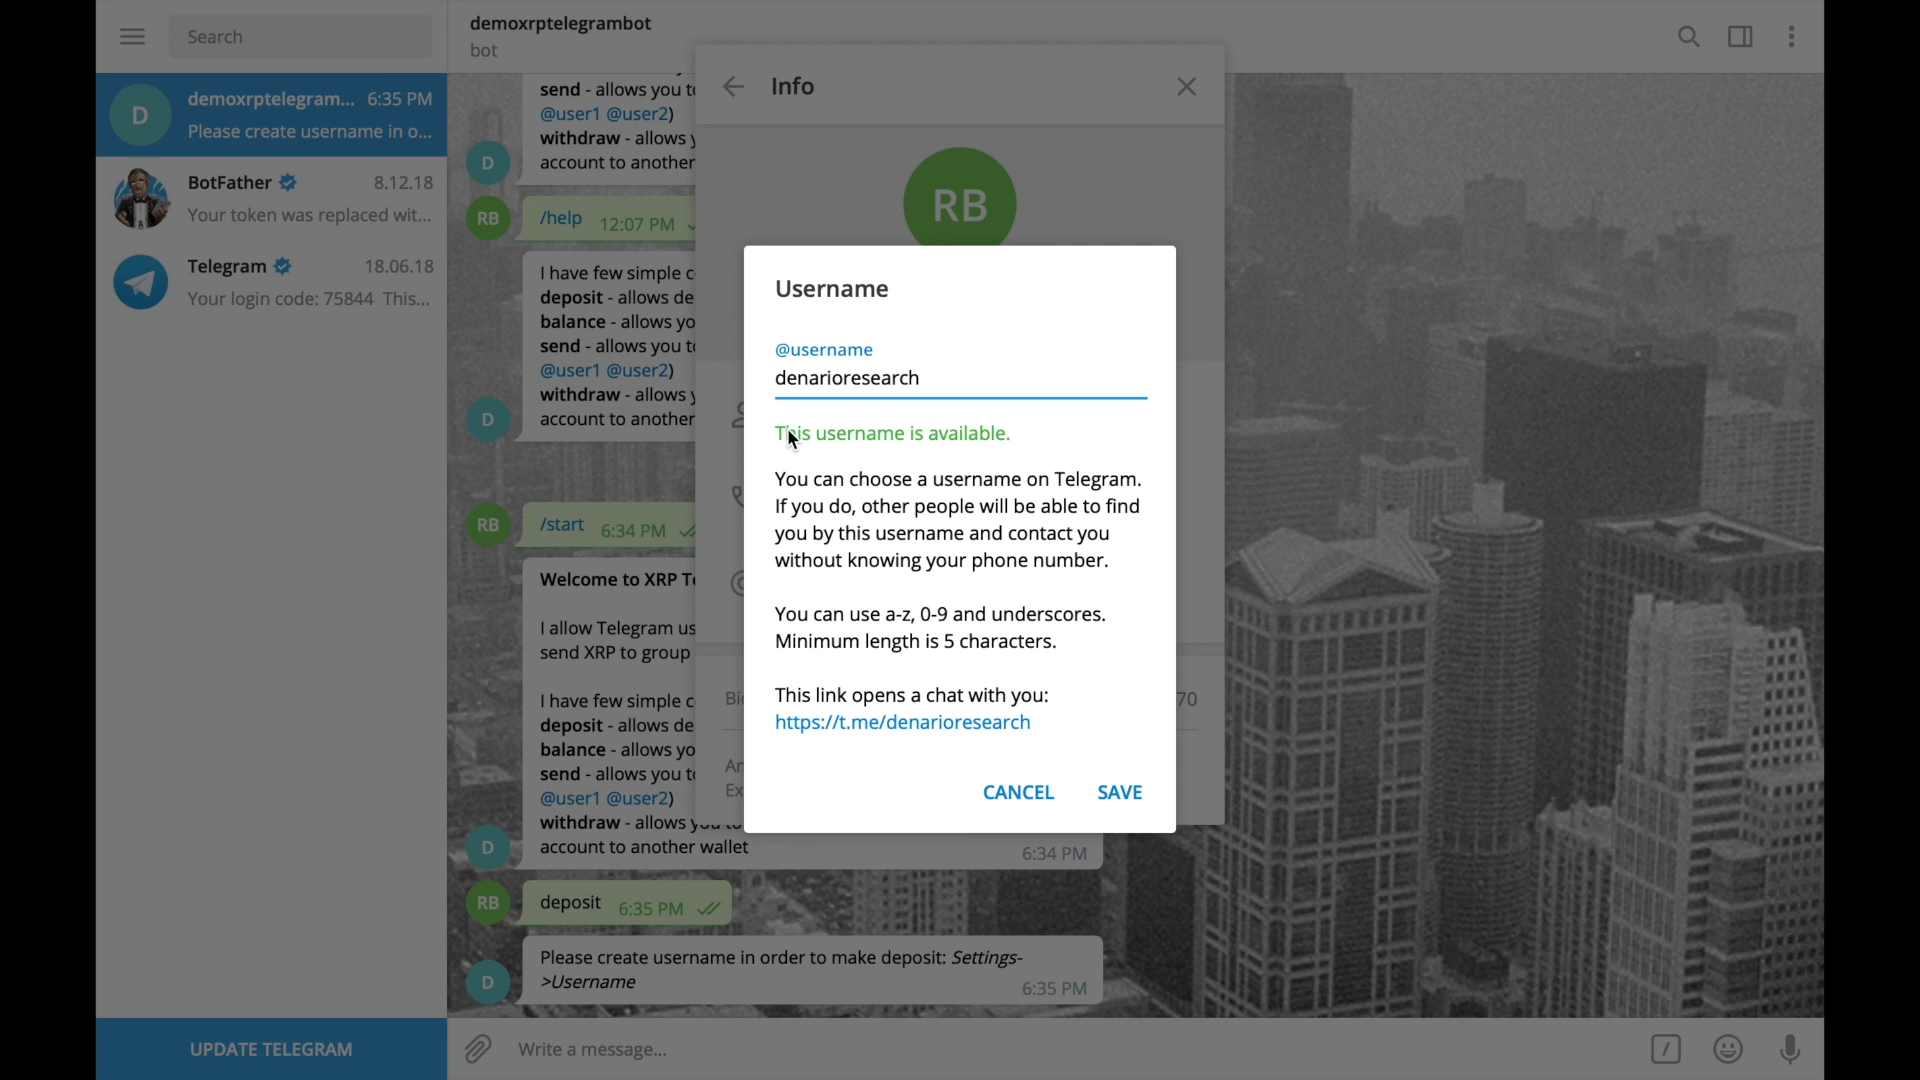 Search
demoxrptelegram... 6:35 PM
Please create username in o...
BotFather 8.12.18
Your token was replaced wit...
Telegram 18.06.18
Your login code: 75844 This...
UPDATE TELEGRAM
demoxrptelegrambot
bot
send - allows you t
@user1 @user2)
withdraw - allows y
account to another
D
RB
/help 12:07 PM
I have few simple c
deposit - allows de
balance - allows yo
send - allows you t
@user1 @user2)
withdraw - allows y
account to another
D
RB
/start 6:34 PM
Welcome to XRP T
I allow Telegram us
send XRP to group
I have few simple c
deposit - allows de
balance - allows yo
send - allows you t
@user1 @user2)
withdraw - allows you to
account to another wallet
6:34 PM
D
RB
deposit 6:35 PM
Please create username in order to make deposit: Settings-
>Username
6:35 PM
D
Write a message...
Info
RB
Bi
70
An
Ex
Username
@username
denarioresearch
This username is available.
You can choose a username on Telegram.
If you do, other people will be able to find
you by this username and contact you
without knowing your phone number.
You can use a-z, 0-9 and underscores.
Minimum length is 5 characters.
This link opens a chat with you:
https://t.me/denarioresearch
CANCEL SAVE